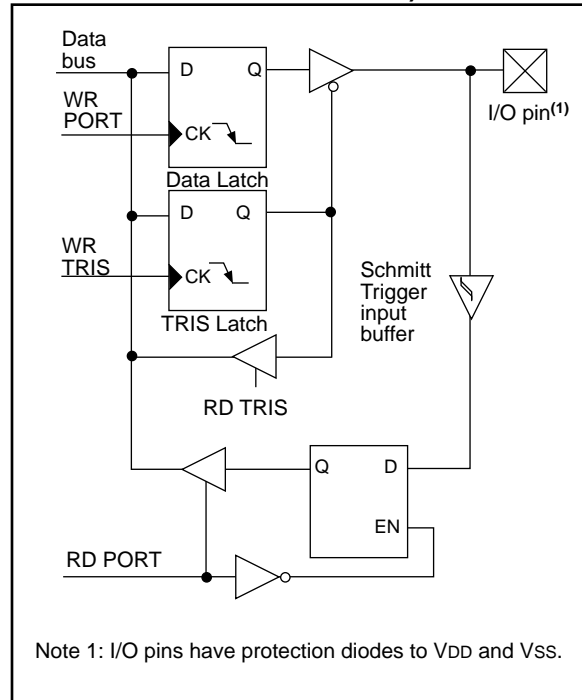 Data
bus
D Q
WR
PORT
CK
I/O pin(1)
Data Latch
D Q
WR
TRIS
CK
Schmitt
Trigger
input
buffer
TRIS Latch
RD TRIS
Q D
EN
RD PORT
Note 1: I/O pins have protection diodes to VDD and VSS.